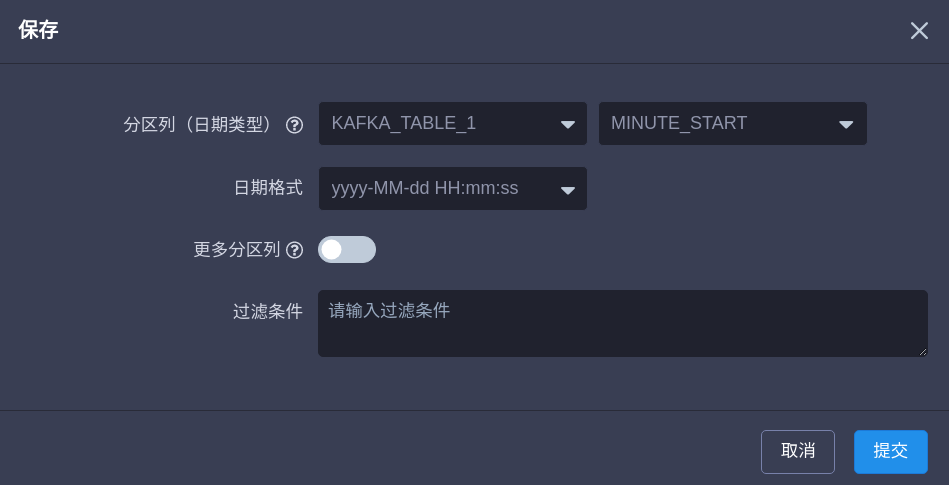 保存
分区列（日期类型） KAFKA_TABLE_1 MINUTE_START
日期格式 yyyy-MM-dd HH:mm:ss
更多分区列
过滤条件 请输入过滤条件
取消 提交